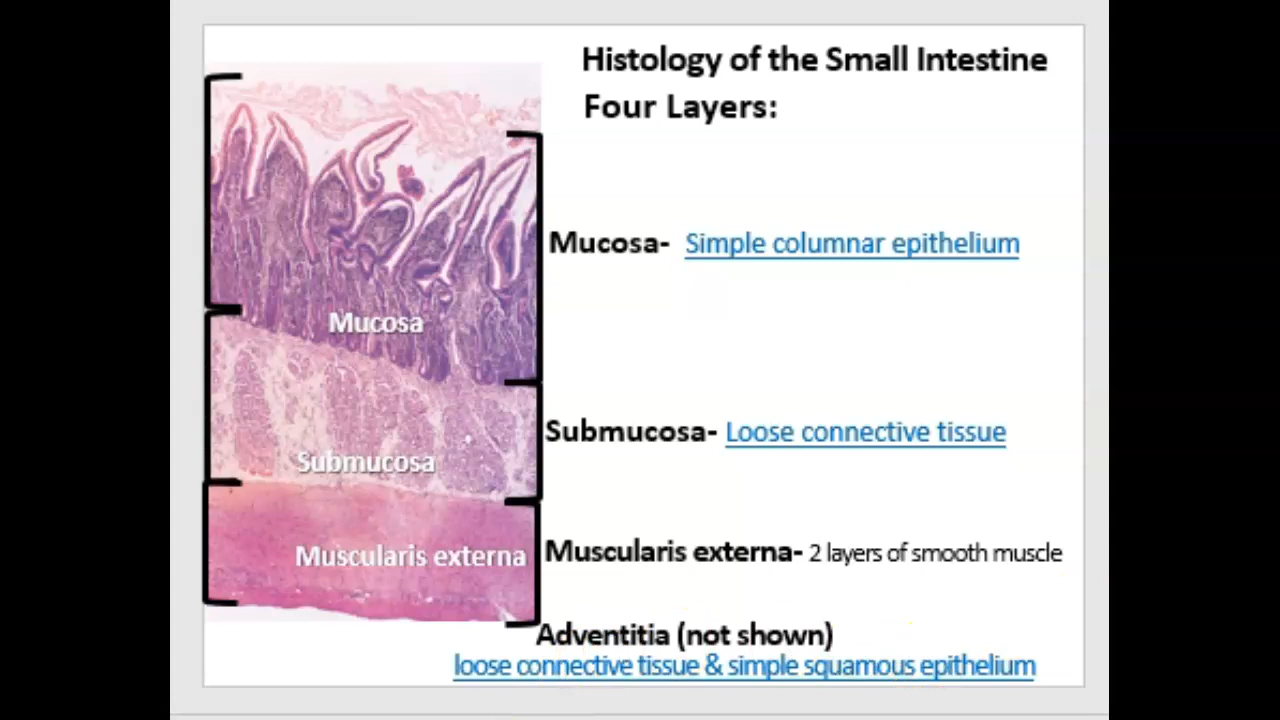 Histology of the Small Intestine
Four Layers:
Mucosa- Simple columnar epithelium
Mucosa
Submucosa- Loose connective tissue
Submucosa
Muscularis externa- 2 layers of smooth muscle
Muscularis externa
Adventitia (not shown)
loose connective tissue & simple squamous epithelium